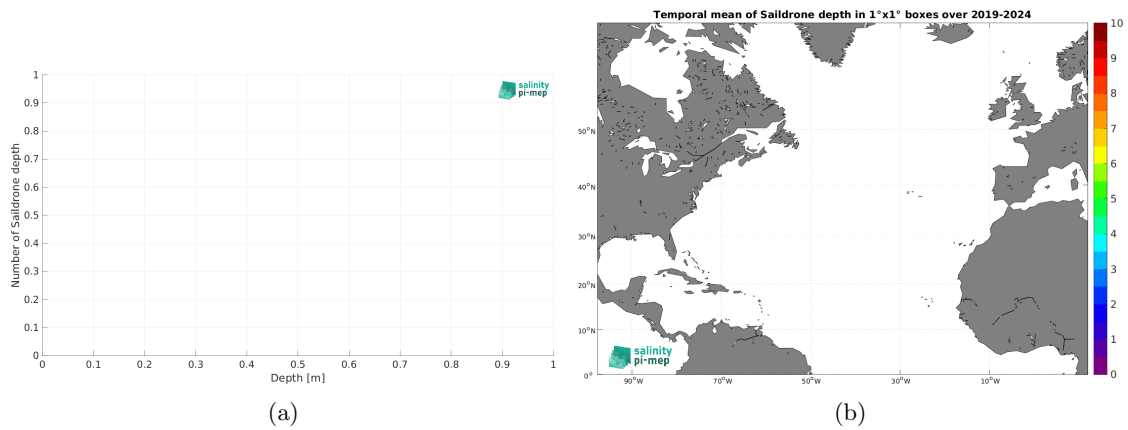 Temporal mean of Saildrone depth in 1°x1° boxes over 2019-2024
salinity
pi-mep
Number of Saildrone depth
1
0.9
0.8
0.7
0.6
0.5
0.4
0.3
0.2
0.1
0
0 0.1 0.2 0.3 0.4 0.5 0.6 0.7 0.8 0.9 1
Depth [m]
(a)
50°N
40°N
30°N
20°N
10°N
0°
90°W 70°W 50°W 30°W 10°W
salinity
pi-mep
10
9
8
7
6
5
4
3
2
1
0
(b)